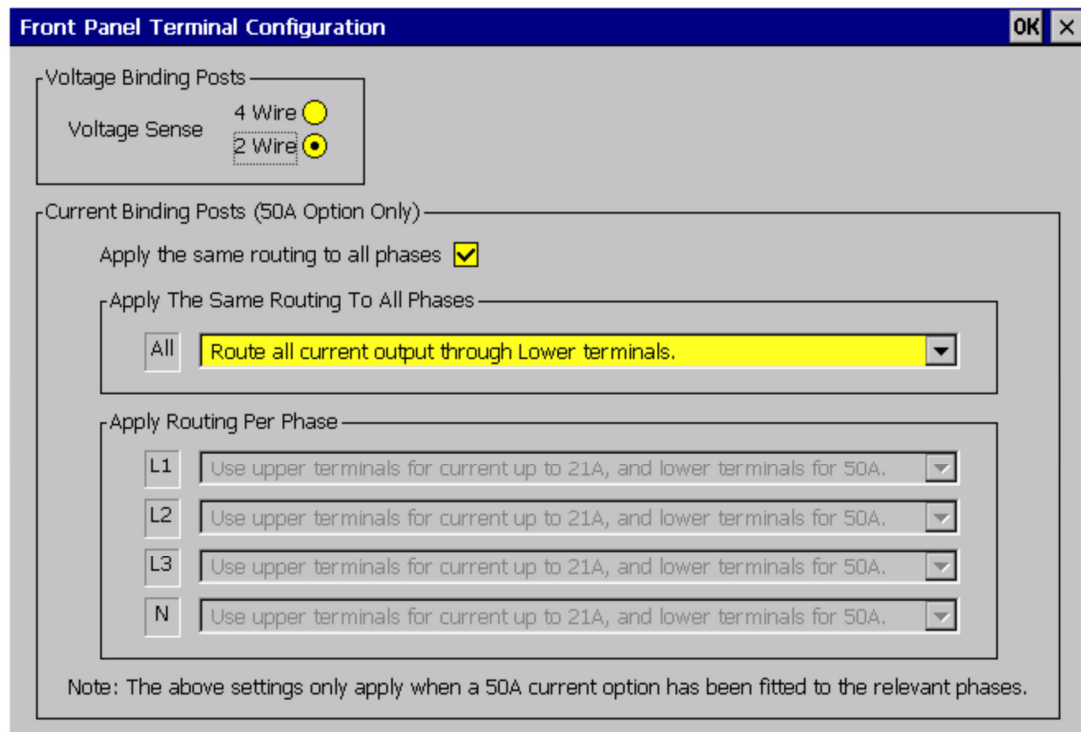 Front Panel Terminal Configuration OK ×
Voltage Binding Posts
4 Wire
Voltage Sense
2 Wire
Current Binding Posts (50A Option Only)
Apply the same routing to all phases
Apply The Same Routing To All Phases
All Route all current output through Lower terminals.
Apply Routing Per Phase
L1 Use upper terminals for current up to 21A, and lower terminals for 50A.
L2 Use upper terminals for current up to 21A, and lower terminals for 50A.
L3 Use upper terminals for current up to 21A, and lower terminals for 50A.
N Use upper terminals for current up to 21A, and lower terminals for 50A.
Note: The above settings only apply when a 50A current option has been fitted to the relevant phases.